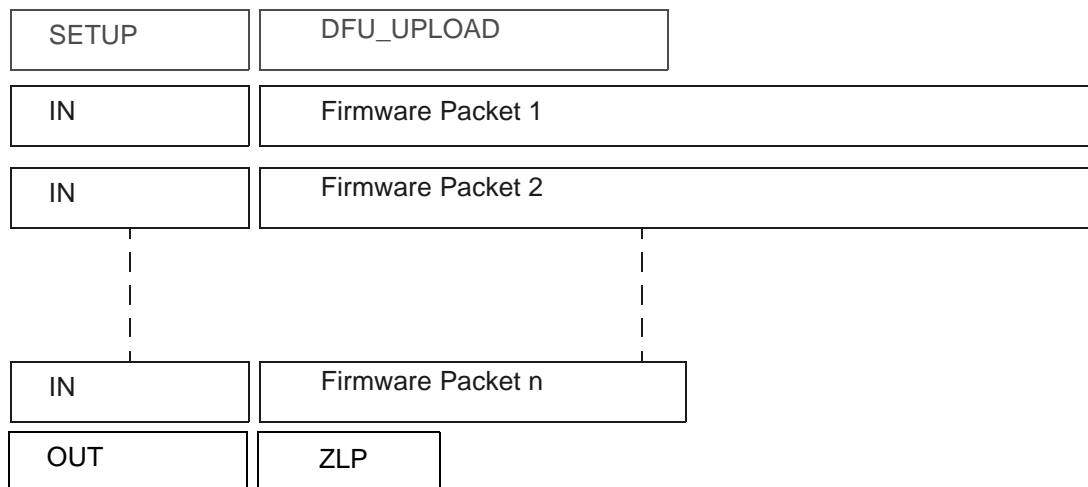 SETUP DFU_UPLOAD
IN Firmware Packet 1
IN Firmware Packet 2
IN Firmware Packet n
OUT ZLP